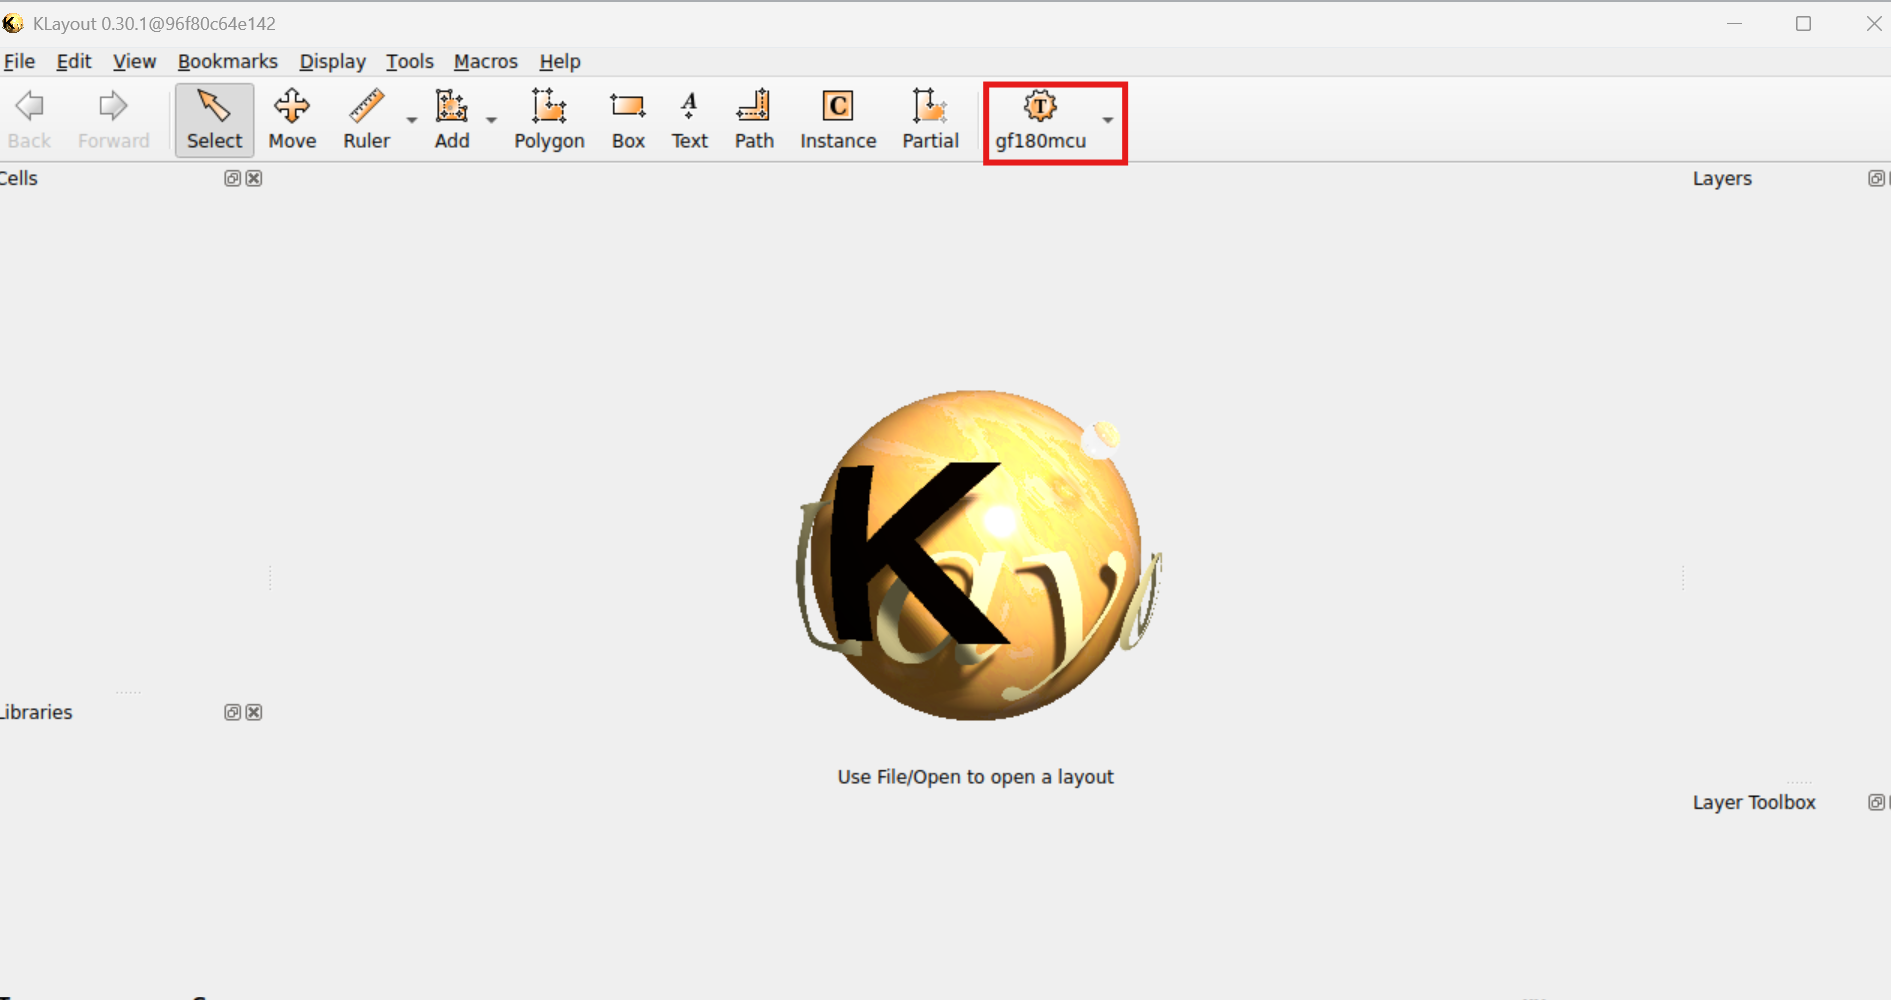 KLayout 0.30.1@96f80c64e142
File Edit View Bookmarks Display Tools Macros Help
Back Forward Select Move Ruler Add Polygon Box Text Path Instance Partial gf180mcu
Cells
Layers
K
Lay
Use File/Open to open a layout
Libraries
Layer Toolbox